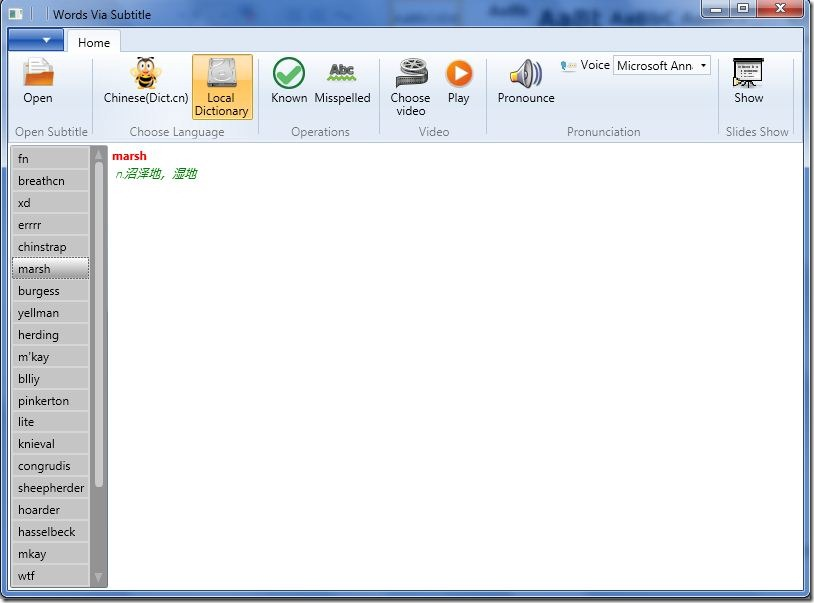 Words Via Subtitle
Home
Open
Chinese(Dict.cn)
Local
Dictionary
Known
Misspelled
Choose
video
Play
Pronounce
Voice
Microsoft Ann
Show
Open Subtitle
Choose Language
Operations
Video
Pronunciation
Slides Show
fn
breathcn
xd
errrr
chinstrap
marsh
burgess
yellman
herding
m'kay
blliy
pinkerton
lite
knieval
congrudis
sheepherder
hoarder
hasselbeck
mkay
wtf
marsh
n.沼泽地，湿地